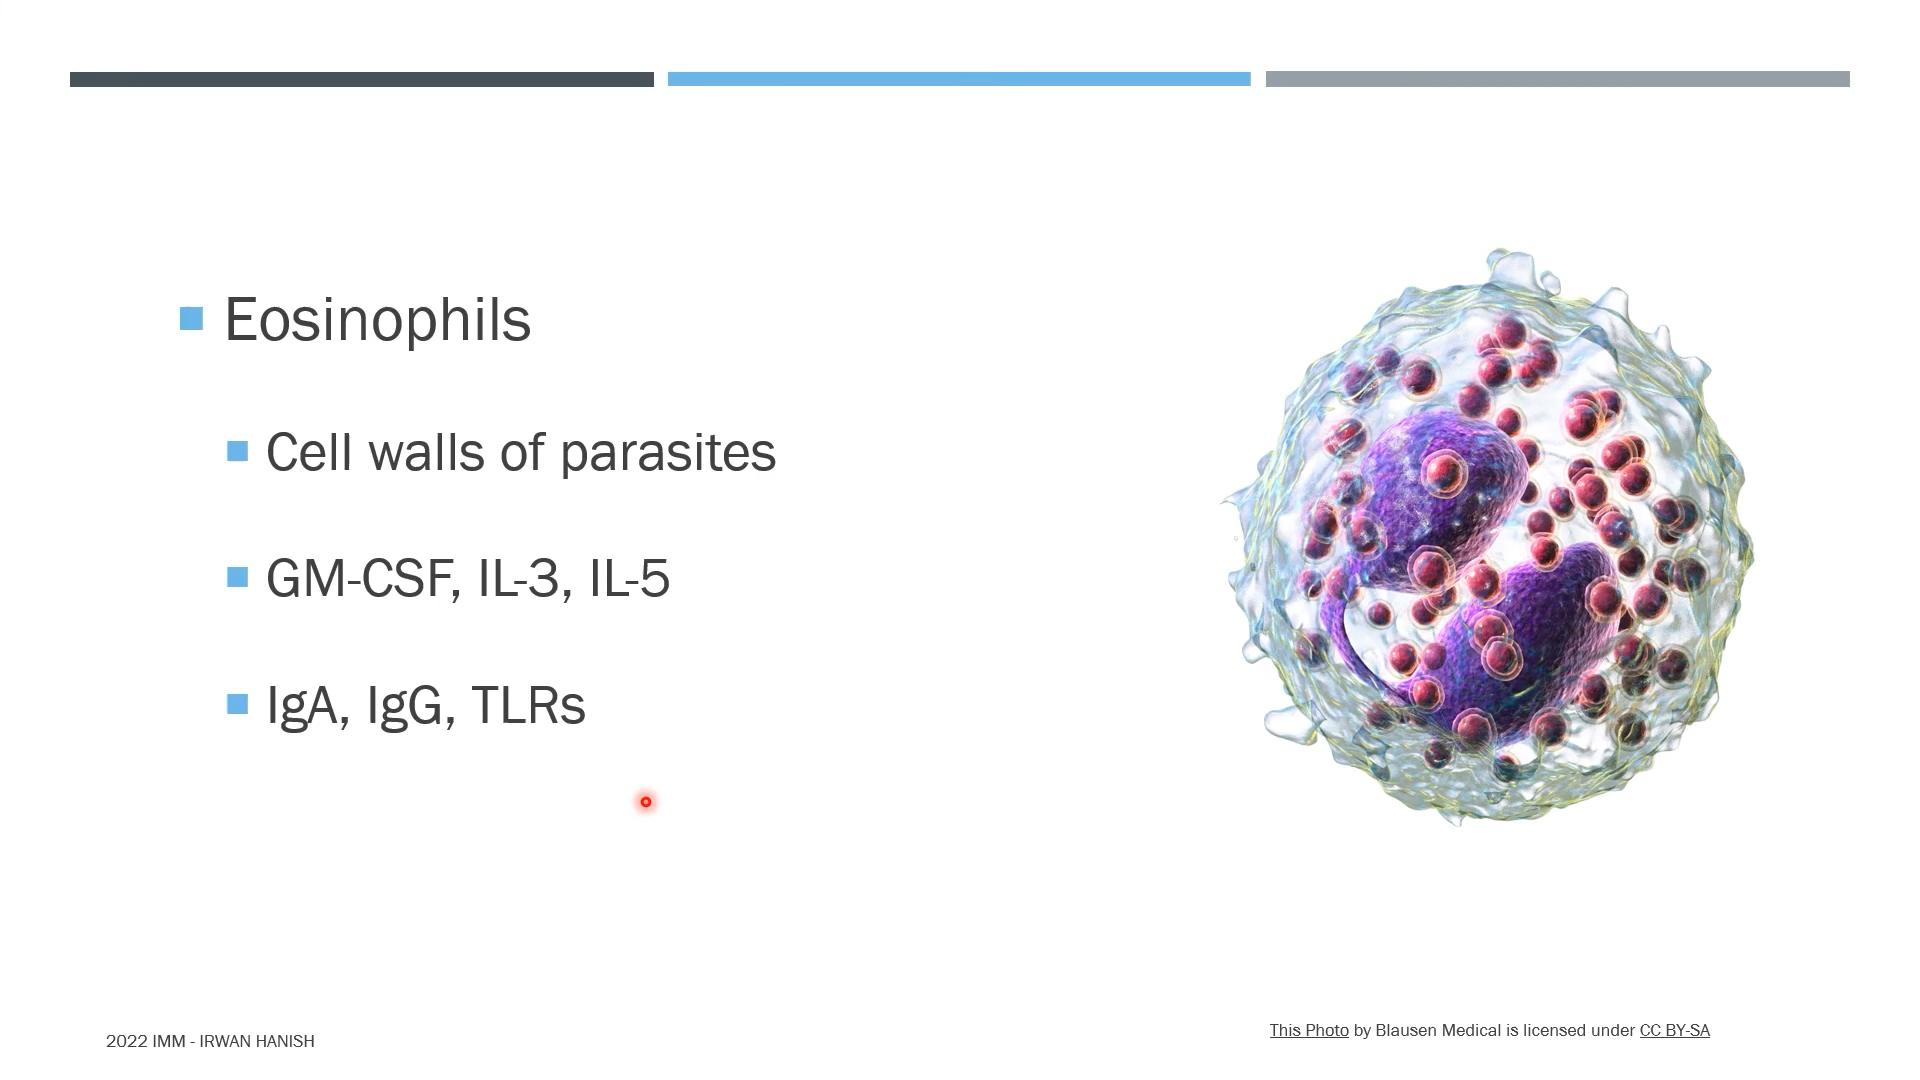 Eosinophils
Cell walls of parasites
GM-CSF, IL-3, IL-5
IgA, IgG, TLRs
2022 IMM - IRWAN HANISH
This Photo by Blausen Medical is licensed under CC BY-SA